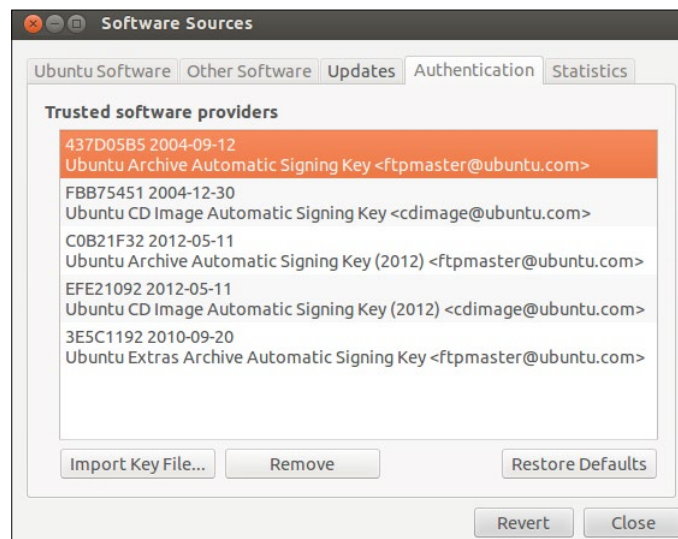 Software Sources
Ubuntu Software Other Software Updates Authentication Statistics
Trusted software providers
437D05B5 2004-09-12
Ubuntu Archive Automatic Signing Key <ftpmaster@ubuntu.com>
FBB75451 2004-12-30
Ubuntu CD Image Automatic Signing Key <cdimage@ubuntu.com>
C0B21F32 2012-05-11
Ubuntu Archive Automatic Signing Key (2012) <ftpmaster@ubuntu.com>
EFE21092 2012-05-11
Ubuntu CD Image Automatic Signing Key (2012) <cdimage@ubuntu.com>
3E5C1192 2010-09-20
Ubuntu Extras Archive Automatic Signing Key <ftpmaster@ubuntu.com>
Import Key File... Remove Restore Defaults
Revert Close